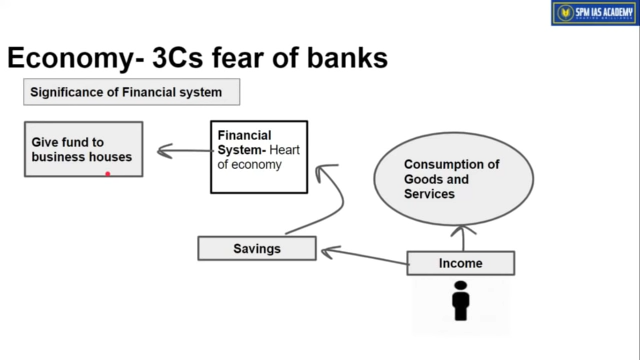 SPM IAS ACADEMY
Economy- 3Cs fear of banks
Significance of Financial system
Give fund to
business houses
Financial
System- Heart
of economy
Consumption of
Goods and
Services
Savings
Income